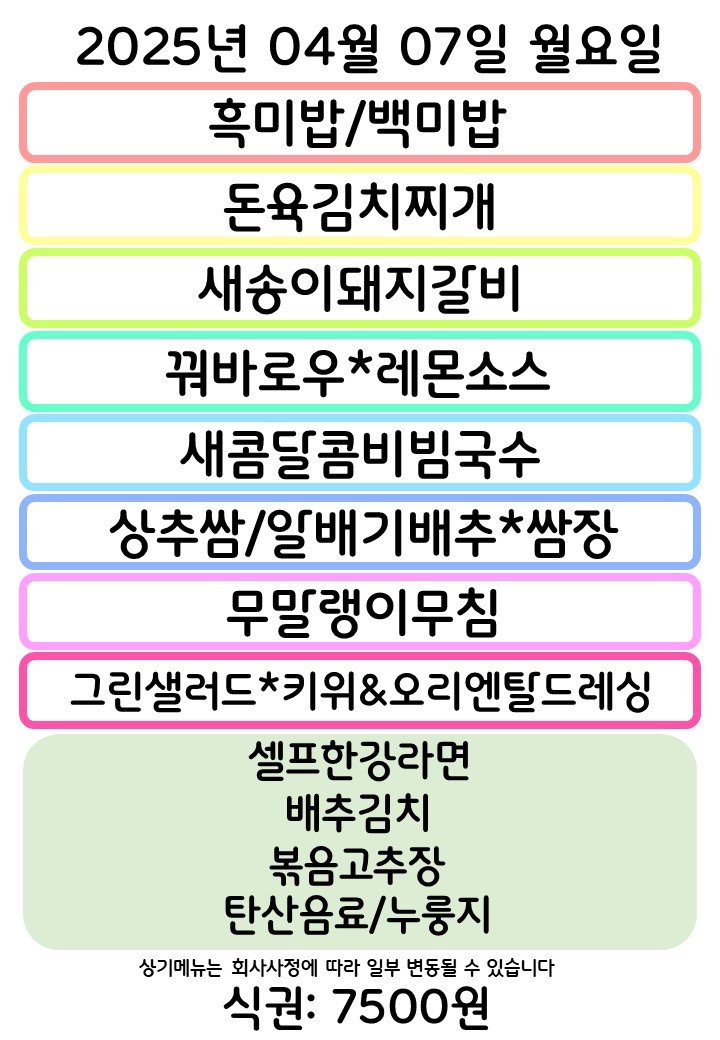 2025년 04월 07일 월요일
흑미밥/백미밥
돈육김치찌개
새송이돼지갈비
꿔바로우*레몬소스
새콤달콤비빔국수
상추쌈/알배기배추*쌈장
무말랭이무침
그린샐러드*키위&오리엔탈드레싱
셀프한강라면
배추김치
볶음고추장
탄산음료/누룽지
상기메뉴는 회사사정에 따라 일부 변동될 수 있습니다
식권: 7500원